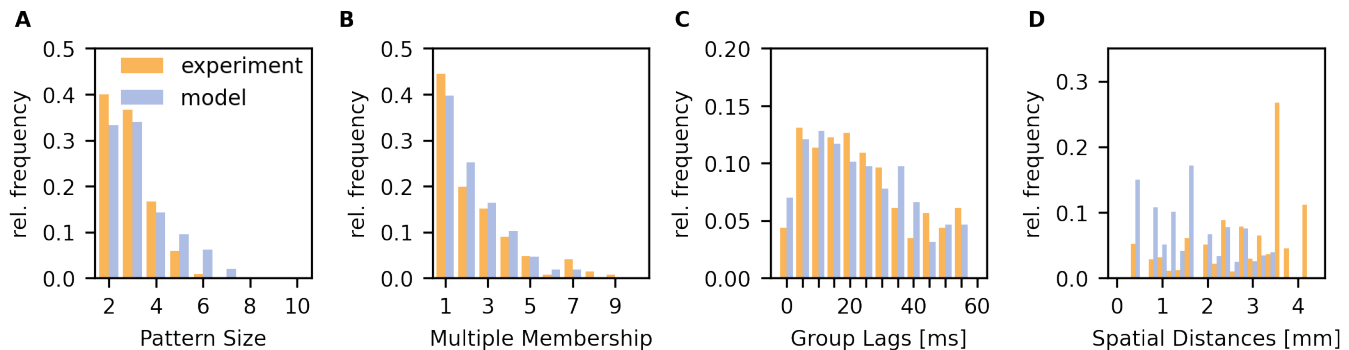 A
B
C
D
0.5
0.4
0.3
0.2
0.1
0.0
rel. frequency
experiment
model
2
4
6
8
10
Pattern Size
0.5
0.4
0.3
0.2
0.1
0.0
rel. frequency
1
3
5
7
9
Multiple Membership
0.20
0.15
0.10
0.05
0.00
rel. frequency
0
20
40
60
Group Lags [ms]
0.3
0.2
0.1
0.0
rel. frequency
0
1
2
3
4
Spatial Distances [mm]